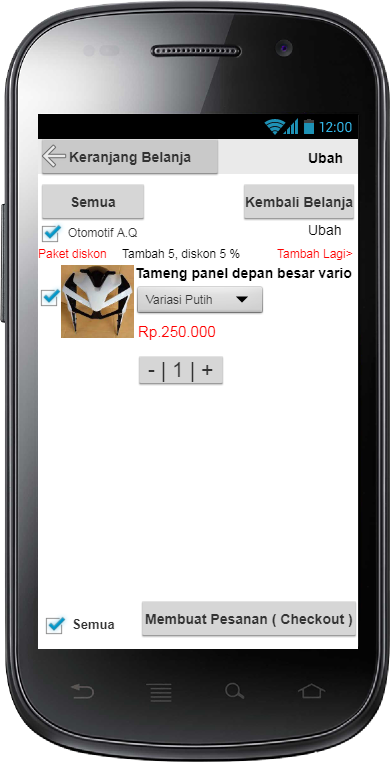 12:00
Keranjang Belanja Ubah
Semua Kembali Belanja
Otomotif A.Q Ubah
Paket diskon Tambah 5, diskon 5 % Tambah Lagi>
Tameng panel depan besar vario
Variasi Putih
Rp.250.000
- | 1 | +
Semua Membuat Pesanan ( Checkout )